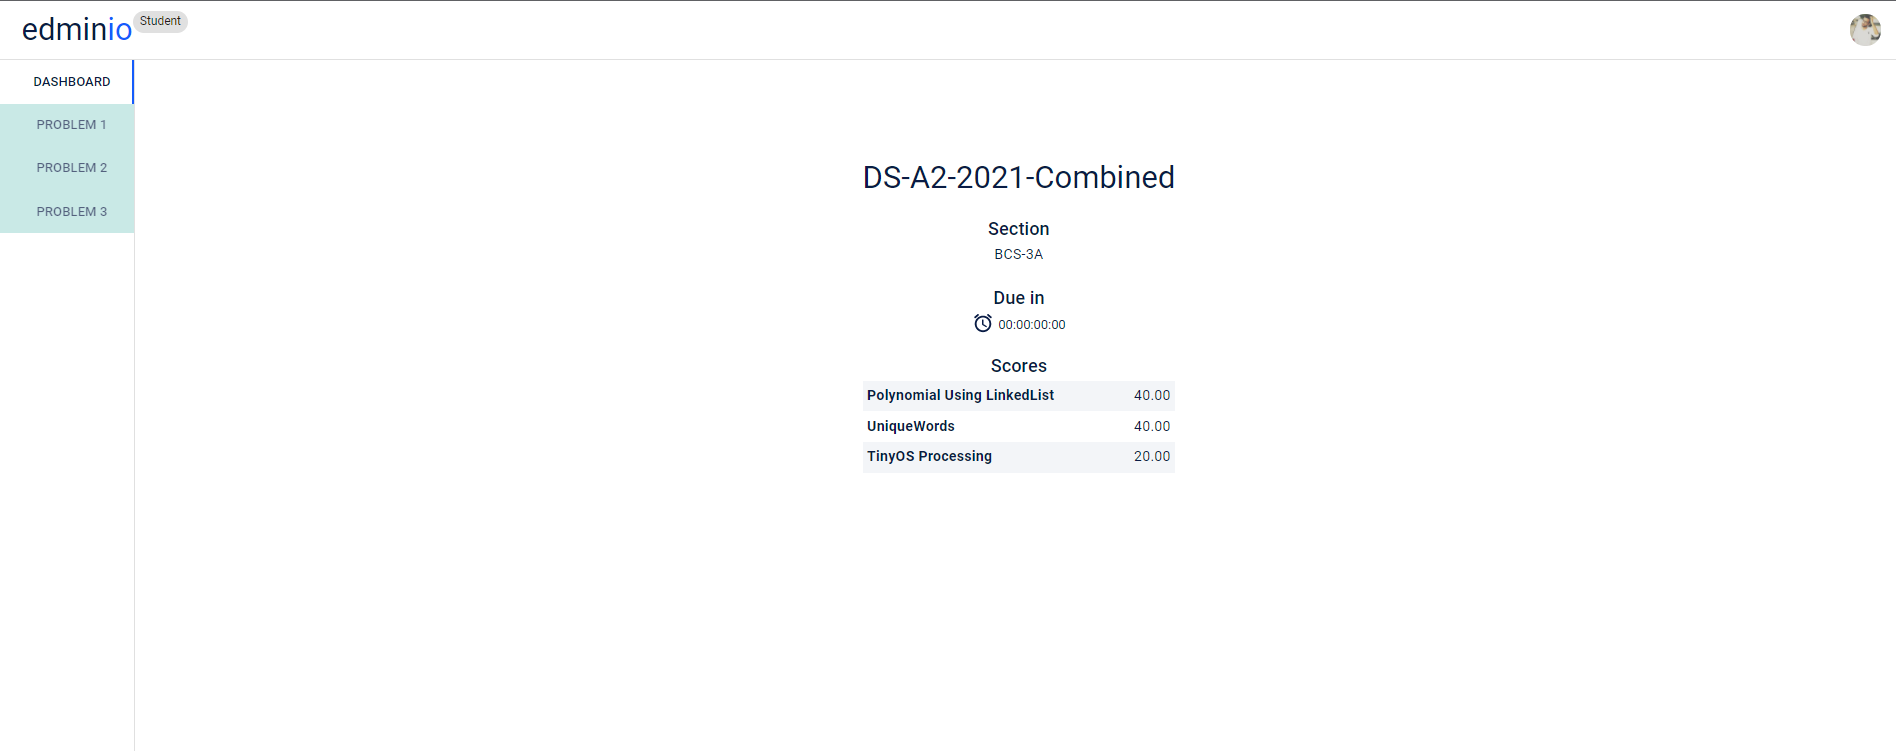 edminio Student
DASHBOARD
PROBLEM 1
PROBLEM 2
PROBLEM 3
DS-A2-2021-Combined
Section
BCS-3A
Due in
00:00:00:00
Scores
Polynomial Using LinkedList 40.00
UniqueWords 40.00
TinyOS Processing 20.00